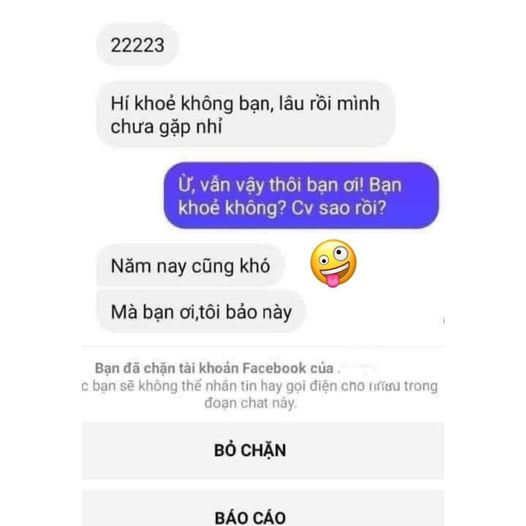 22223
Hí khoẻ không bạn, lâu rồi mình
chưa gặp nhỉ
Ừ, vẫn vậy thôi bạn ơi! Bạn
khoẻ không? Cv sao rồi?
Năm nay cũng khó
Mà bạn ơi,tôi bảo này
Bạn đã chặn tài khoản Facebook của
c bạn sẽ không thể nhắn tin hay gọi điện cho nhau trong
đoạn chat này.
BỎ CHẶN
BÁO CÁO